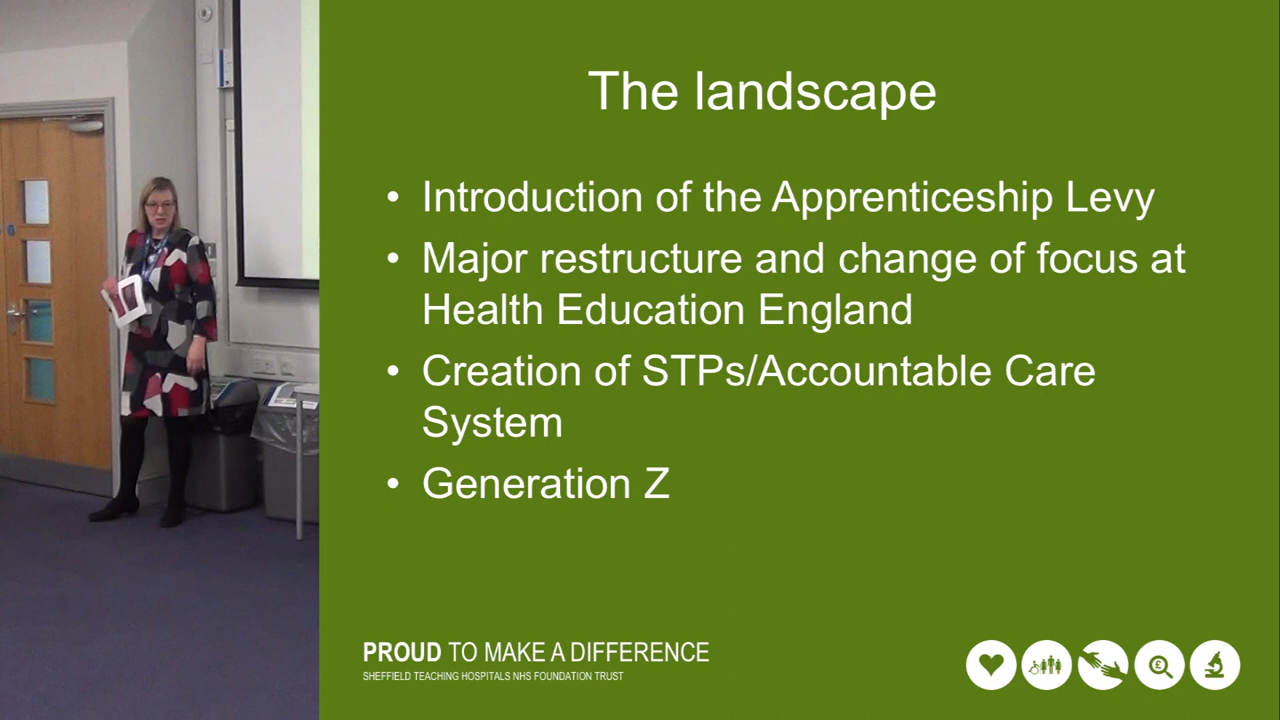 The landscape
• Introduction of the Apprenticeship Levy
• Major restructure and change of focus at
Health Education England
• Creation of STPs/Accountable Care
System
• Generation Z
PROUD TO MAKE A DIFFERENCE
SHEFFIELD TEACHING HOSPITALS NHS FOUNDATION TRUST
£